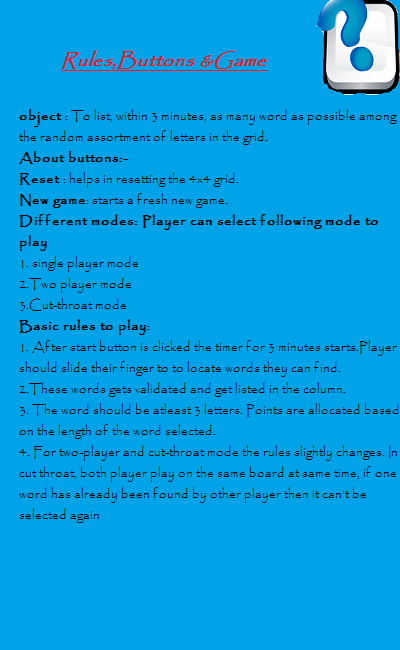 Rules,Buttons &Game
object : To list, within 3 minutes, as many word as possible among
the random assortment of letters in the grid.
About buttons:-
Reset : helps in resetting the 4x4 grid.
New game: starts a fresh new game.
Different modes: Player can select following mode to
play
1. single player mode
2.Two player mode
3.Cut-throat mode
Basic rules to play:
1. After start button is clicked the timer for 3 minutes starts.Player
should slide their finger to to locate words they can find.
2.These words gets validated and get listed in the column.
3. The word should be atleast 3 letters. Points are allocated based
on the length of the word selected.
4. For two-player and cut-throat mode the rules slightly changes. In
cut throat, both player play on the same board at same time, if one
word has already been found by other player then it can't be
selected again